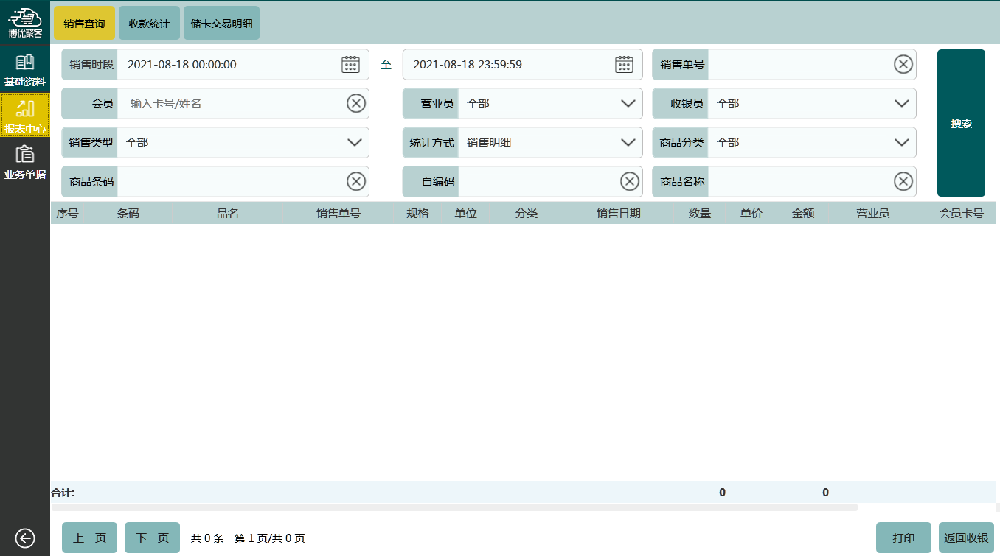 博优聚客
销售查询 收款统计 储卡交易明细
基础资料
报表中心
业务单据
销售时段 2021-08-18 00:00:00 至 2021-08-18 23:59:59 销售单号
会员 输入卡号/姓名 营业员 全部 收银员 全部
销售类型 全部 统计方式 销售明细 商品分类 全部
商品条码 自编码 商品名称
搜索
序号 条码 品名 销售单号 规格 单位 分类 销售日期 数量 单价 金额 营业员 会员卡号
合计: 0 0
上一页 下一页 共 0 条 第 1 页/共 0 页 打印 返回收银